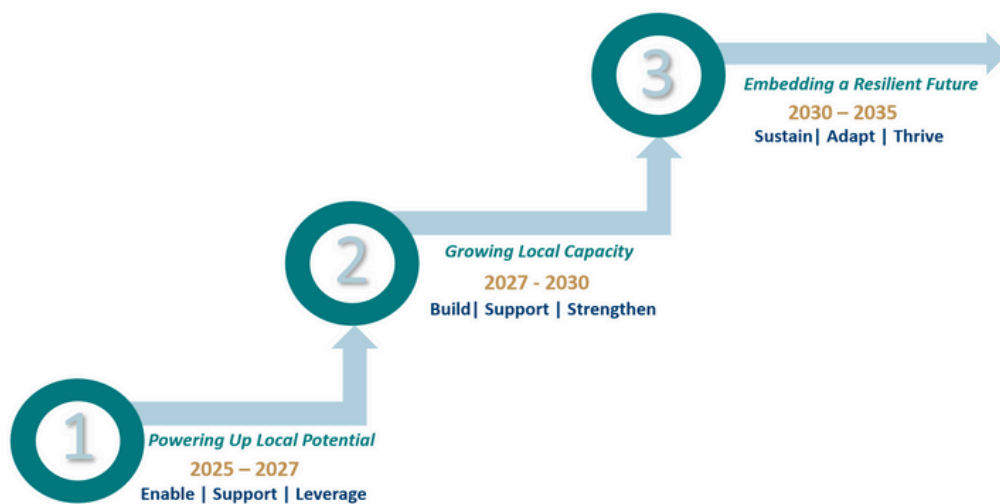 1
Powering Up Local Potential
2025 – 2027
Enable | Support | Leverage
2
Growing Local Capacity
2027 - 2030
Build| Support | Strengthen
3
Embedding a Resilient Future
2030 – 2035
Sustain| Adapt | Thrive